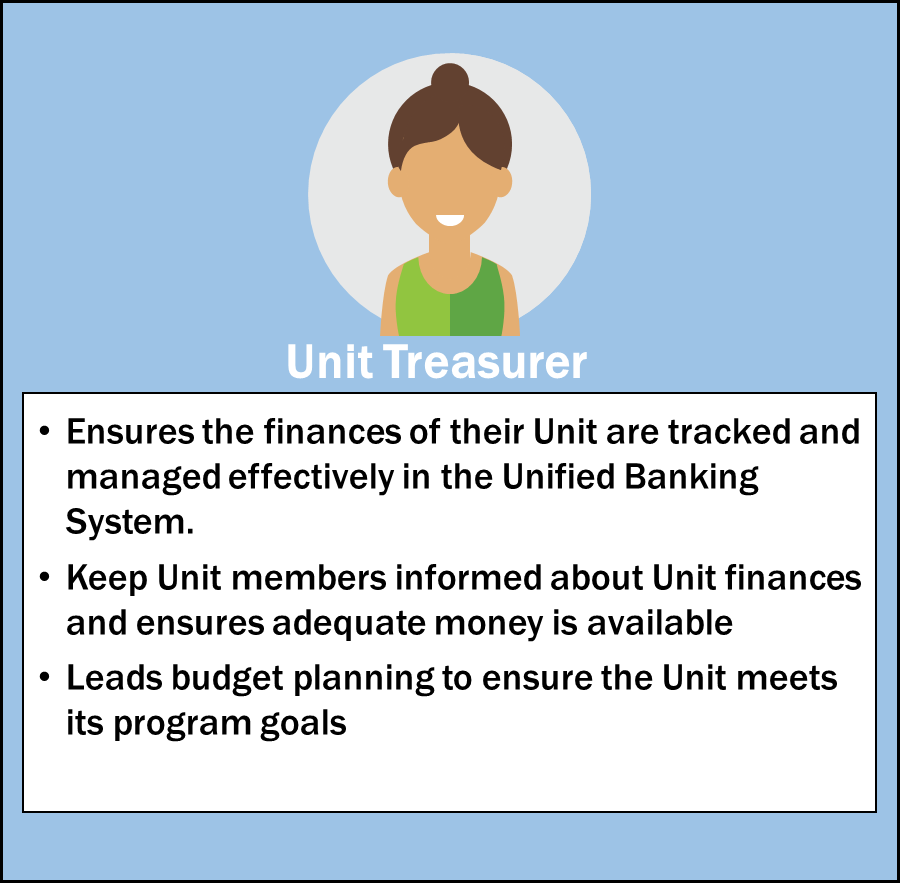 Unit Treasurer
• Ensures the finances of their Unit are tracked and
managed effectively in the Unified Banking
System.
• Keep Unit members informed about Unit finances
and ensures adequate money is available
• Leads budget planning to ensure the Unit meets
its program goals